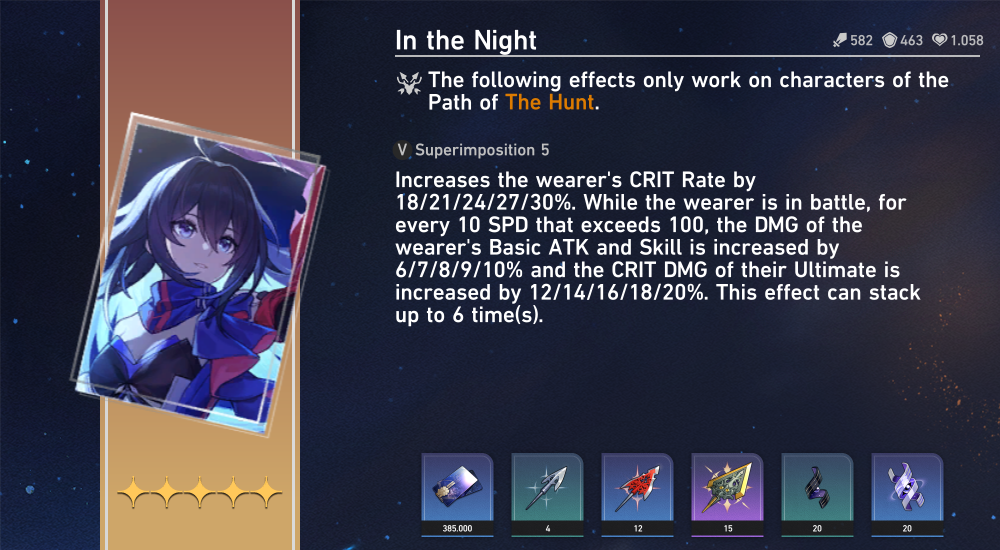 In the Night
582 463 1.058
The following effects only work on characters of the
Path of The Hunt.
V Superimposition 5
Increases the wearer's CRIT Rate by
18/21/24/27/30%. While the wearer is in battle, for
every 10 SPD that exceeds 100, the DMG of the
wearer's Basic ATK and Skill is increased by
6/7/8/9/10% and the CRIT DMG of their Ultimate is
increased by 12/14/16/18/20%. This effect can stack
up to 6 time(s).
385.000 4 12 15 20 20